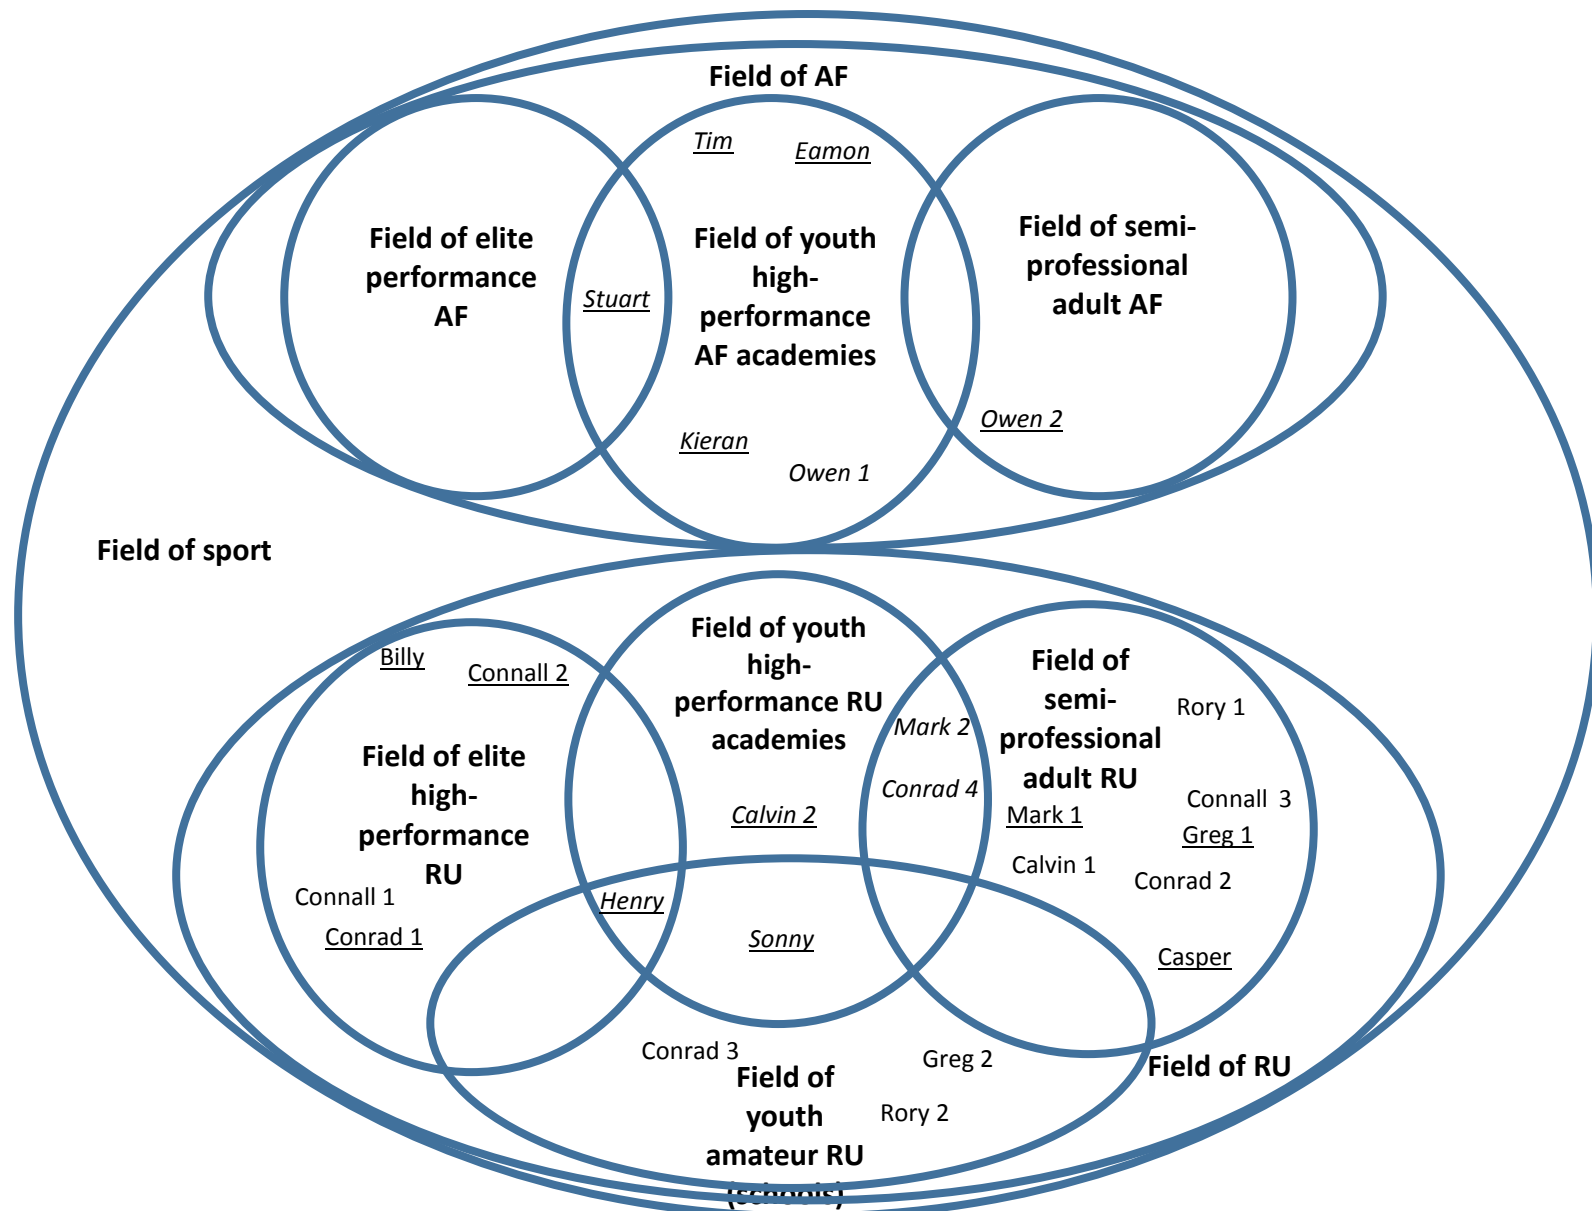 Field of AF
Tim
Eamon
Field of elite
performance
AF
Stuart
Field of youth
high-
performance
AF academies
Field of semi-
professional
adult AF
Kieran
Owen 1
Owen 2
Field of sport
Billy
Connall 2
Field of elite
high-
performance
RU
Connall 1
Conrad 1
Field of youth
high-
performance RU
academies
Calvin 2
Mark 2
Conrad 4
Field of
semi-
professional
adult RU
Rory 1
Connall 3
Mark 1
Greg 1
Calvin 1
Conrad 2
Casper
Henry
Sonny
Conrad 3
Greg 2
Field of RU
Rory 2
Field of
youth
amateur RU
(schools)